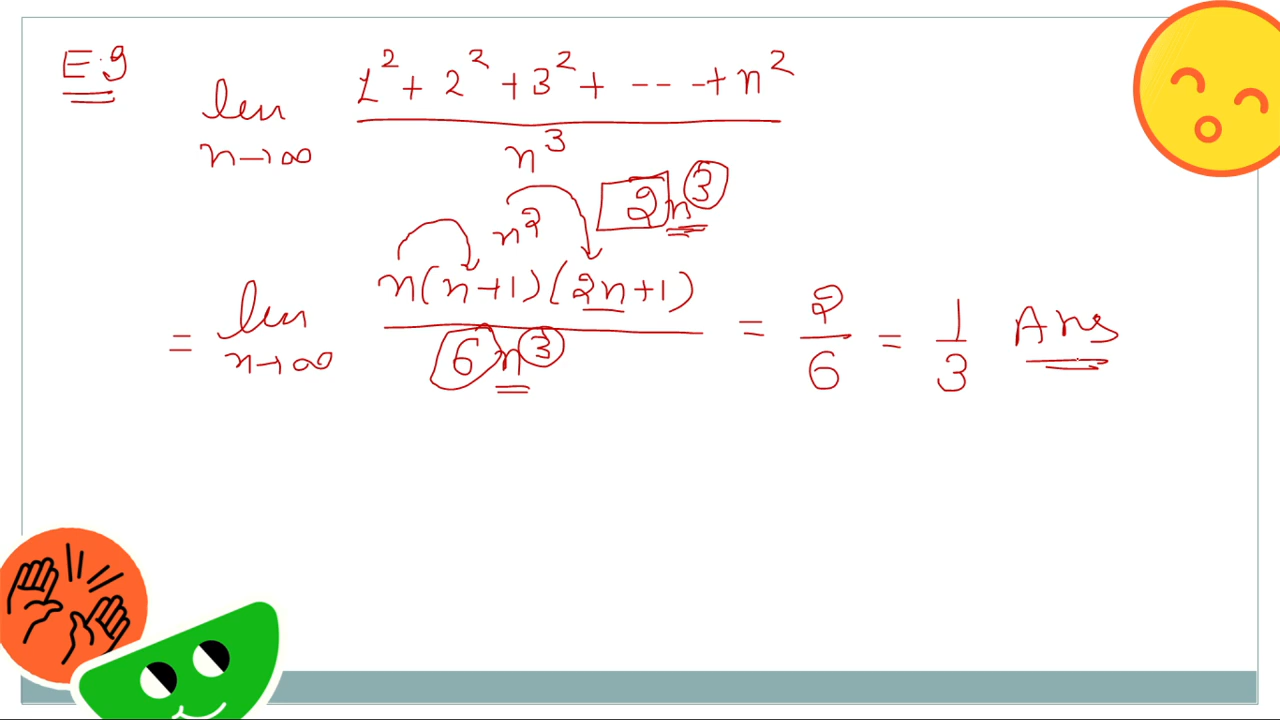 E.g
lim n→∞ (1² + 2² + 3² + -- - + n²) / n³
n² 2n³
= lim n→∞ n(n+1)(2n+1) / 6n³ = 2/6 = 1/3 Ans